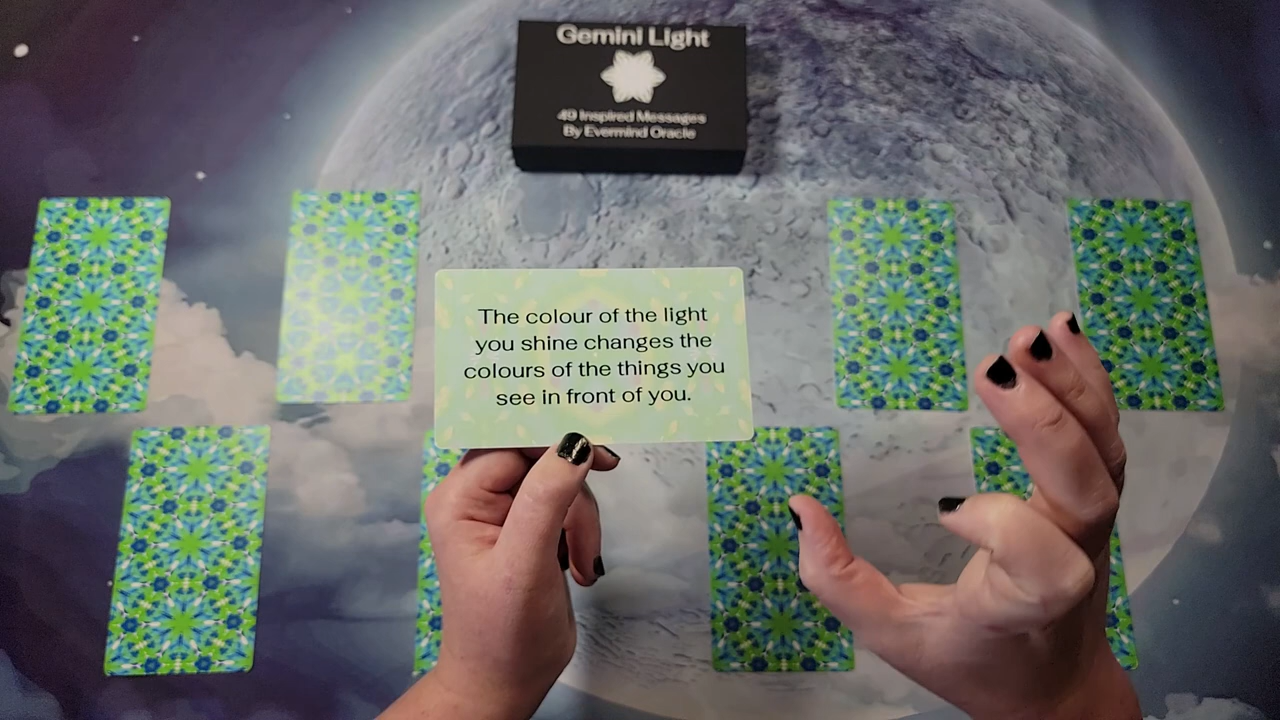 Gemini Light
49 Inspired Messages
By Evermind Oracle
The colour of the light
you shine changes the
colours of the things you
see in front of you.